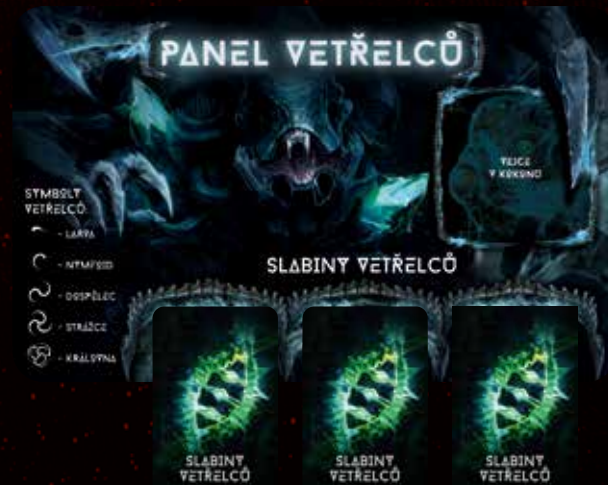 PANEL VETŘELCŮ
VEJCE
V KOKONU
SYMBOLY
VETŘELCŮ:
- LARVA
- NYMFOID
- DOSPĚLEC
- STRÁŽCE
- KRÁLOVNA
SLABINY VETŘELCŮ
SLABINY
VETŘELCŮ
SLABINY
VETŘELCŮ
SLABINY
VETŘELCŮ